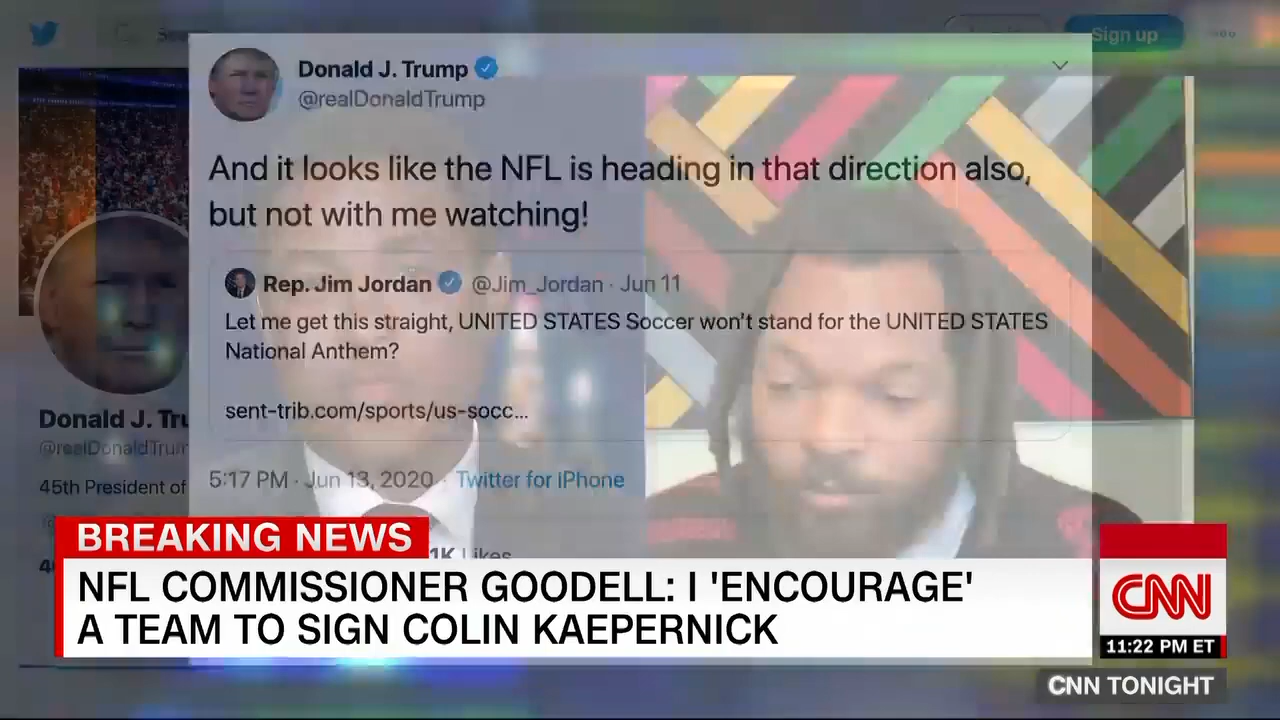 Sign up
Donald J. Trump
@realDonaldTrump
And it looks like the NFL is heading in that direction also,
but not with me watching!
Rep. Jim Jordan @Jim_Jordan · Jun 11
Let me get this straight, UNITED STATES Soccer won't stand for the UNITED STATES
National Anthem?
sent-trib.com/sports/us-socc...
Donald J. Tru
@realDonaldTrum
45th President of
5:17 PM · Jun 13, 2020 · Twitter for iPhone
1K Likes
BREAKING NEWS
NFL COMMISSIONER GOODELL: I 'ENCOURAGE'
A TEAM TO SIGN COLIN KAEPERNICK
CNN
11:22 PM ET
CNN TONIGHT